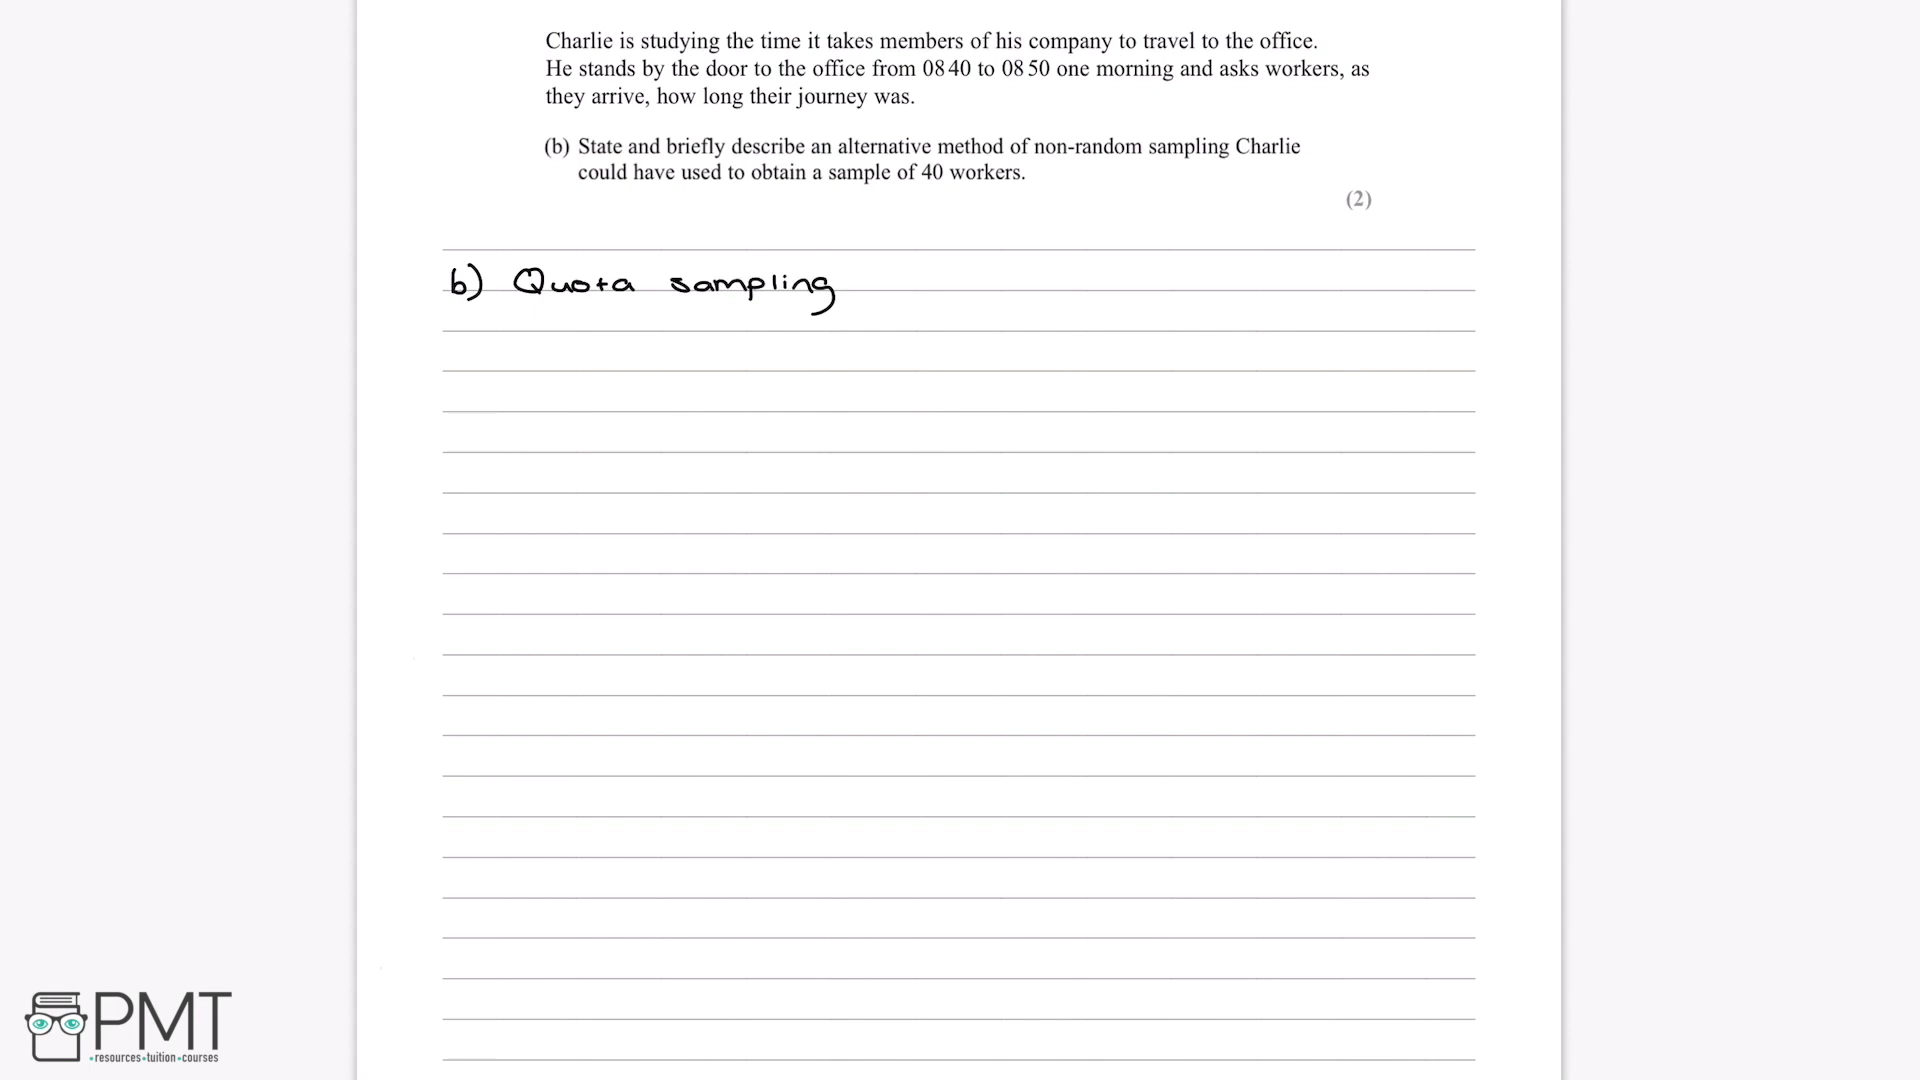 Charlie is studying the time it takes members of his company to travel to the office.
He stands by the door to the office from 08 40 to 08 50 one morning and asks workers, as
they arrive, how long their journey was.
(b) State and briefly describe an alternative method of non-random sampling Charlie
could have used to obtain a sample of 40 workers.
(2)
b) Quota sampling
PMT
resources•tuition•courses